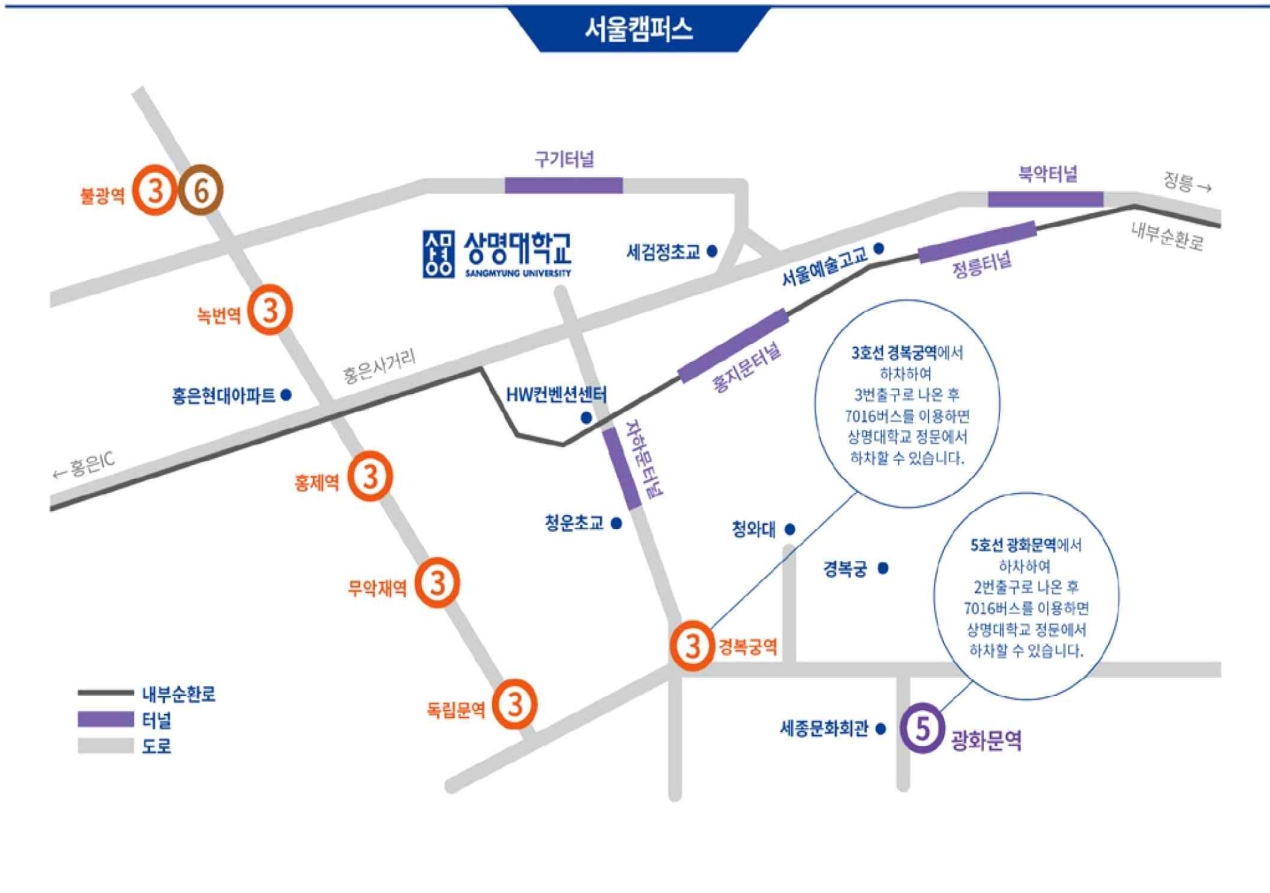 서울캠퍼스
구기터널
북악터널
정릉 →
불광역 3 6
내부순환로
상명 상명대학교
SANGMYUNG UNIVERSITY
세검정초교
서울예술고교
정릉터널
녹번역 3
홍은사거리
홍지문터널
홍은현대아파트
HW컨벤션센터
3호선 경복궁역에서
하차하여
3번출구로 나온 후
7016버스를 이용하면
상명대학교 정문에서
하차할 수 있습니다.
← 홍은IC
홍제역 3
자하문터널
청운초교
청와대
경복궁
5호선 광화문역에서
하차하여
2번출구로 나온 후
7016버스를 이용하면
상명대학교 정문에서
하차할 수 있습니다.
무악재역 3
3 경복궁역
독립문역 3
세종문화회관
5 광화문역
내부순환로
터널
도로